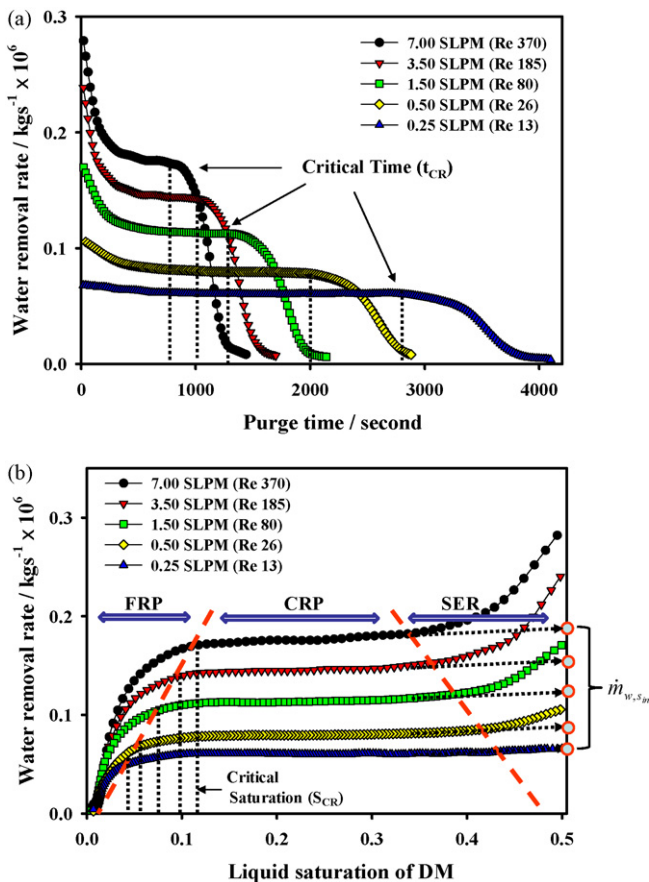 (a)
0.3
0.2
0.1
0.0
Water removal rate / kgs⁻¹ x 10⁶
7.00 SLPM (Re 370)
3.50 SLPM (Re 185)
1.50 SLPM (Re 80)
0.50 SLPM (Re 26)
0.25 SLPM (Re 13)
Critical Time (t_CR)
0 1000 2000 3000 4000
Purge time / second
(b)
0.3
0.2
0.1
0.0
Water removal rate / kgs⁻¹ x 10⁶
7.00 SLPM (Re 370)
3.50 SLPM (Re 185)
1.50 SLPM (Re 80)
0.50 SLPM (Re 26)
0.25 SLPM (Re 13)
FRP CRP SER
ṁ_w,s_in
Critical
Saturation (S_CR)
0.0 0.1 0.2 0.3 0.4 0.5
Liquid saturation of DM